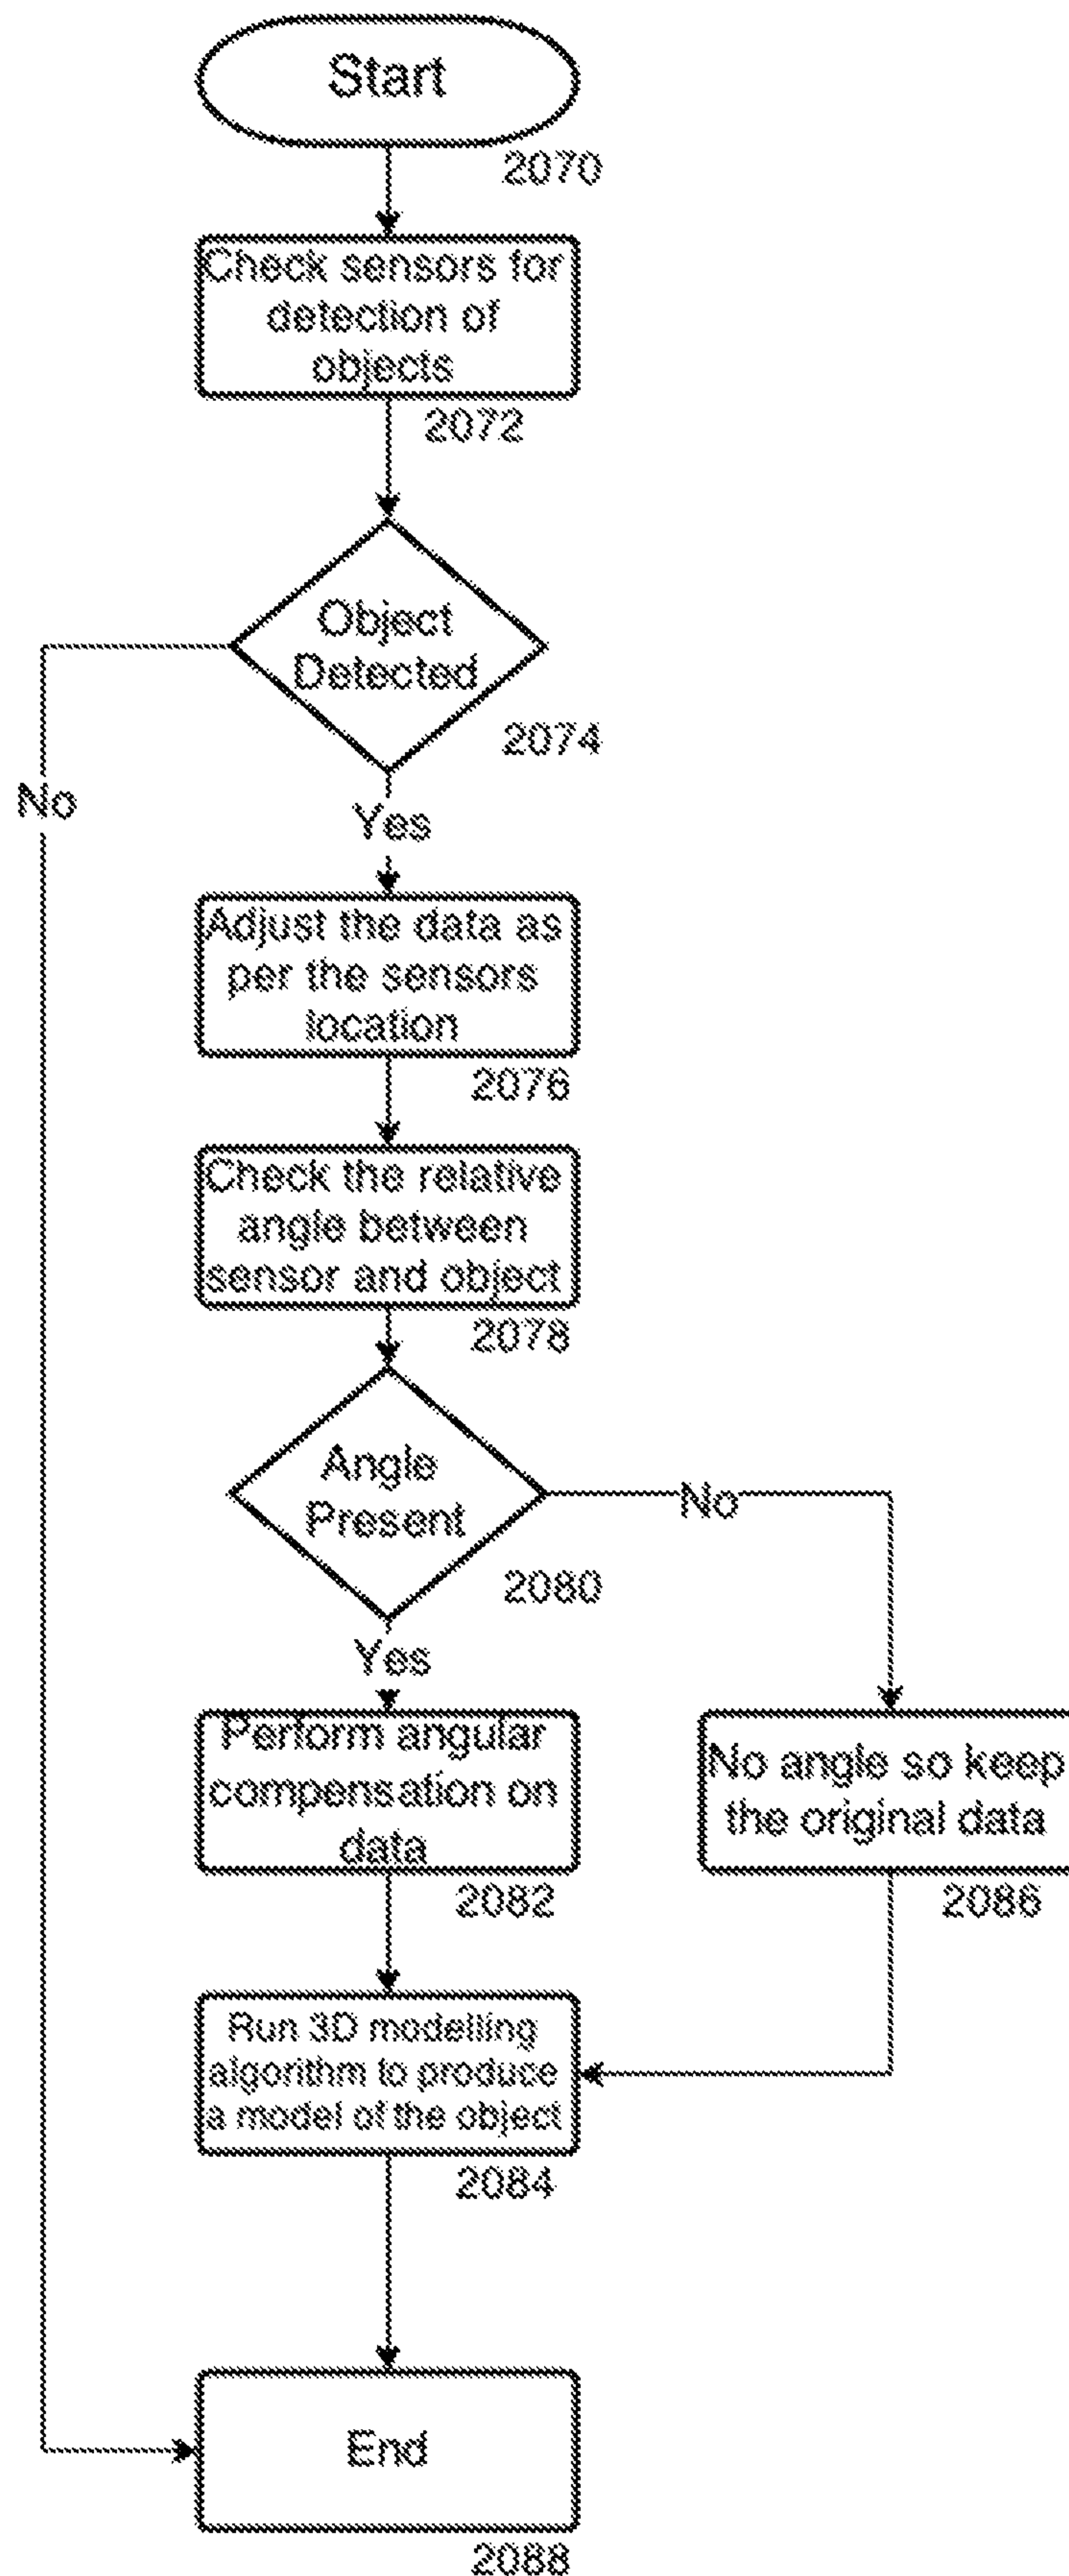 Start
2070
Check sensors for
detection of
objects
2072
Object
Detected
2074
No
Yes
Adjust the data as
per the sensors
location
2076
Check the relative
angle between
sensor and object
2078
Angle
Present
No
2080
Yes
Perform angular
compensation on
data
2082
No angle so keep
the original data
2086
Run 3D modelling
algorithm to produce
a model of the object
2084
End
2088